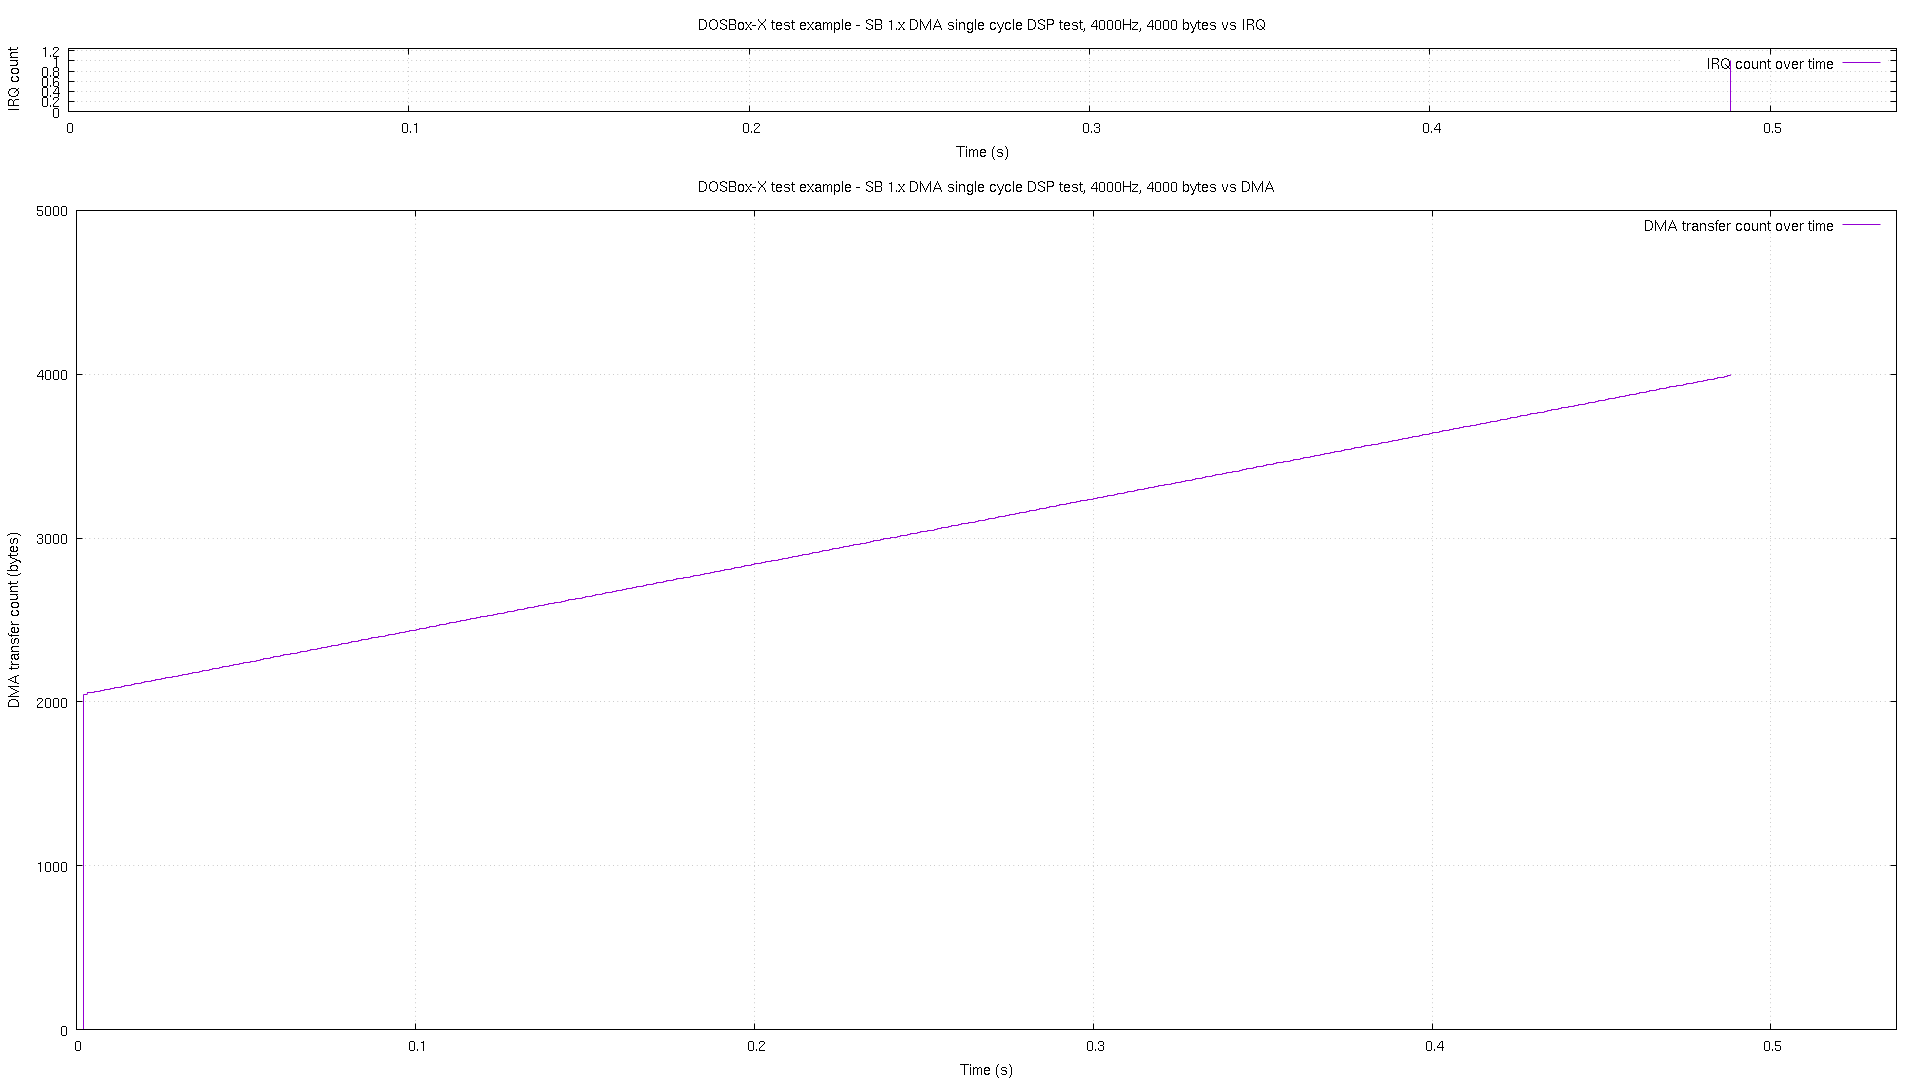 DOSBox-X test example - SB 1.x DMA single cycle DSP test, 4000Hz, 4000 bytes vs IRQ
IRQ count
1.2
1
0.8
0.6
0.4
0.2
0
IRQ count over time
0 0.1 0.2 0.3 0.4 0.5
Time (s)
DOSBox-X test example - SB 1.x DMA single cycle DSP test, 4000Hz, 4000 bytes vs DMA
DMA transfer count (bytes)
5000
4000
3000
2000
1000
0
DMA transfer count over time
0 0.1 0.2 0.3 0.4 0.5
Time (s)